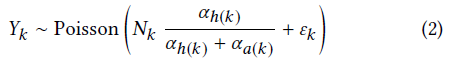 Y_k ~ Poisson ( N_k α_{h(k)} / (α_{h(k)} + α_{a(k)}) + ε_k ) (2)